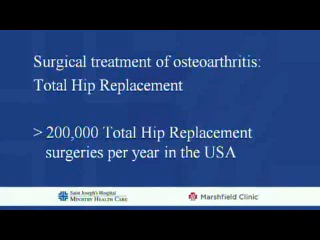 Surgical treatment of osteoarthritis:
Total Hip Replacement
> 200,000 Total Hip Replacement
surgeries per year in the USA
Saint Joseph's Hospital
MINISTRY HEALTH CARE
Marshfield Clinic